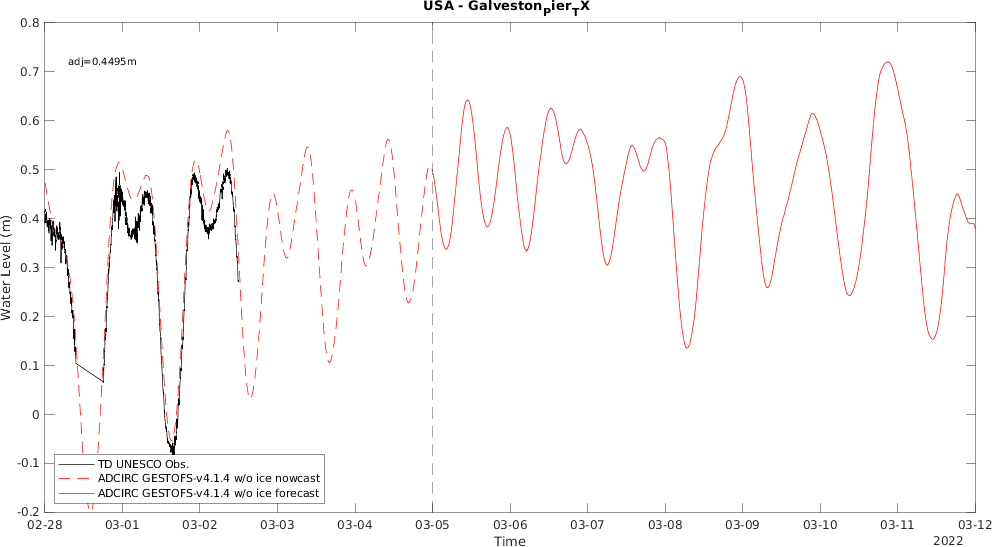 USA - Galveston_Pier_TX
adj=0.4495m
0.8
0.7
0.6
0.5
0.4
0.3
0.2
0.1
0
-0.1
-0.2
Water Level (m)
TD UNESCO Obs.
ADCIRC GESTOFS-v4.1.4 w/o ice nowcast
ADCIRC GESTOFS-v4.1.4 w/o ice forecast
02-28 03-01 03-02 03-03 03-04 03-05 03-06 03-07 03-08 03-09 03-10 03-11 03-12
Time
2022